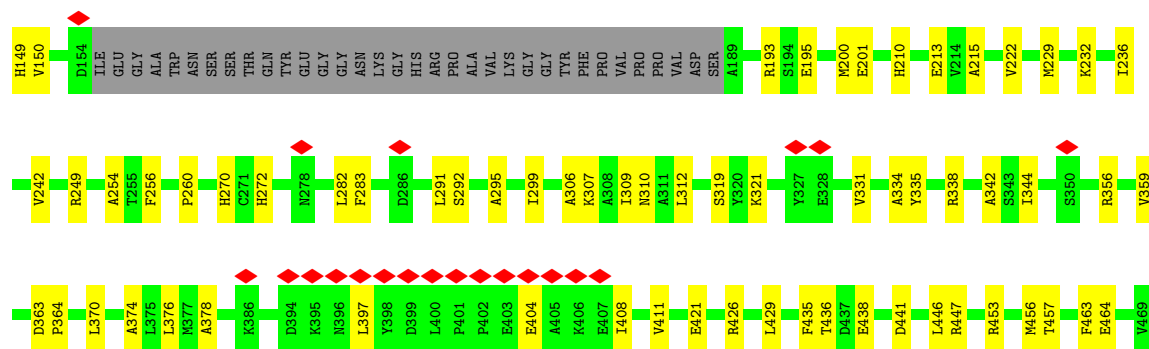 H149 V150 D154 ILE GLU GLY ALA TRP ASN SER SER THR GLN TYR GLU GLY GLY ASN LYS GLY HIS ARG PRO ALA VAL LYS GLY GLY TYR PHE PRO VAL PRO PRO VAL ASP SER A189 R193 S194 E195 M200 E201 H210 E213 V214 A215 V222 M229 K232 I236
V242 R249 A254 T255 F256 P260 H270 C271 H272 N278 L282 F283 D286 L291 S292 A295 I299 A306 K307 A308 I309 N310 A311 L312 S319 Y320 K321 Y327 E328 V331 A334 Y335 R338 A342 S343 I344 S350 R356 V359
D363 P364 L370 A374 L375 L376 M377 A378 K386 D394 K395 N396 L397 Y398 D399 L400 P401 P402 E403 E404 A405 K406 E407 I408 V411 E421 R426 L429 F435 T436 D437 E438 D441 L446 R447 R453 M456 T457 F463 E464 V469